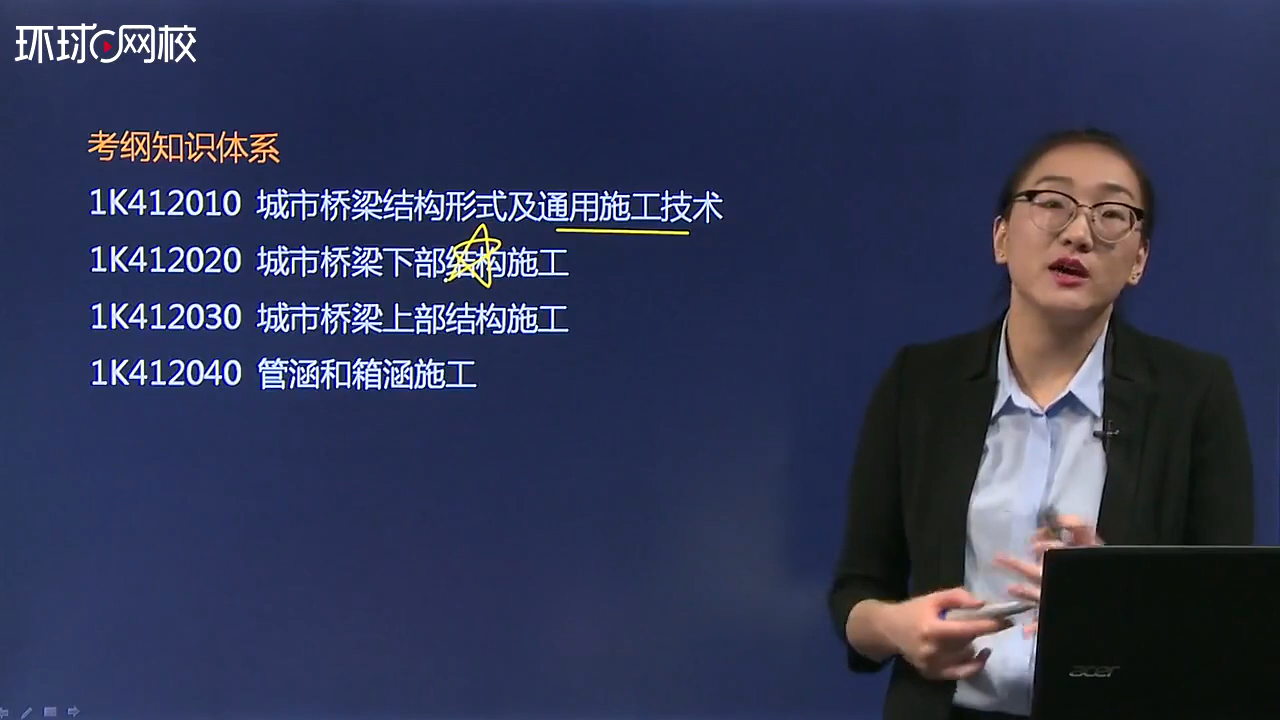 环球网校
考纲知识体系
1K412010 城市桥梁结构形式及通用施工技术
1K412020 城市桥梁下部结构施工
1K412030 城市桥梁上部结构施工
1K412040 管涵和箱涵施工
acer